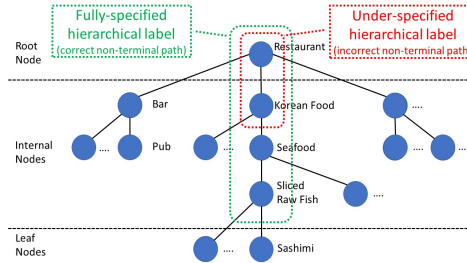 Fully-specified
hierarchical label
(correct non-terminal path)
Under-specified
hierarchical label
(incorrect non-terminal path)
Root
Node
Restaurant
Bar
Korean Food
....
Internal
Nodes
....
Pub
....
Seafood
....
....
Sliced
Raw Fish
....
Leaf
Nodes
....
Sashimi